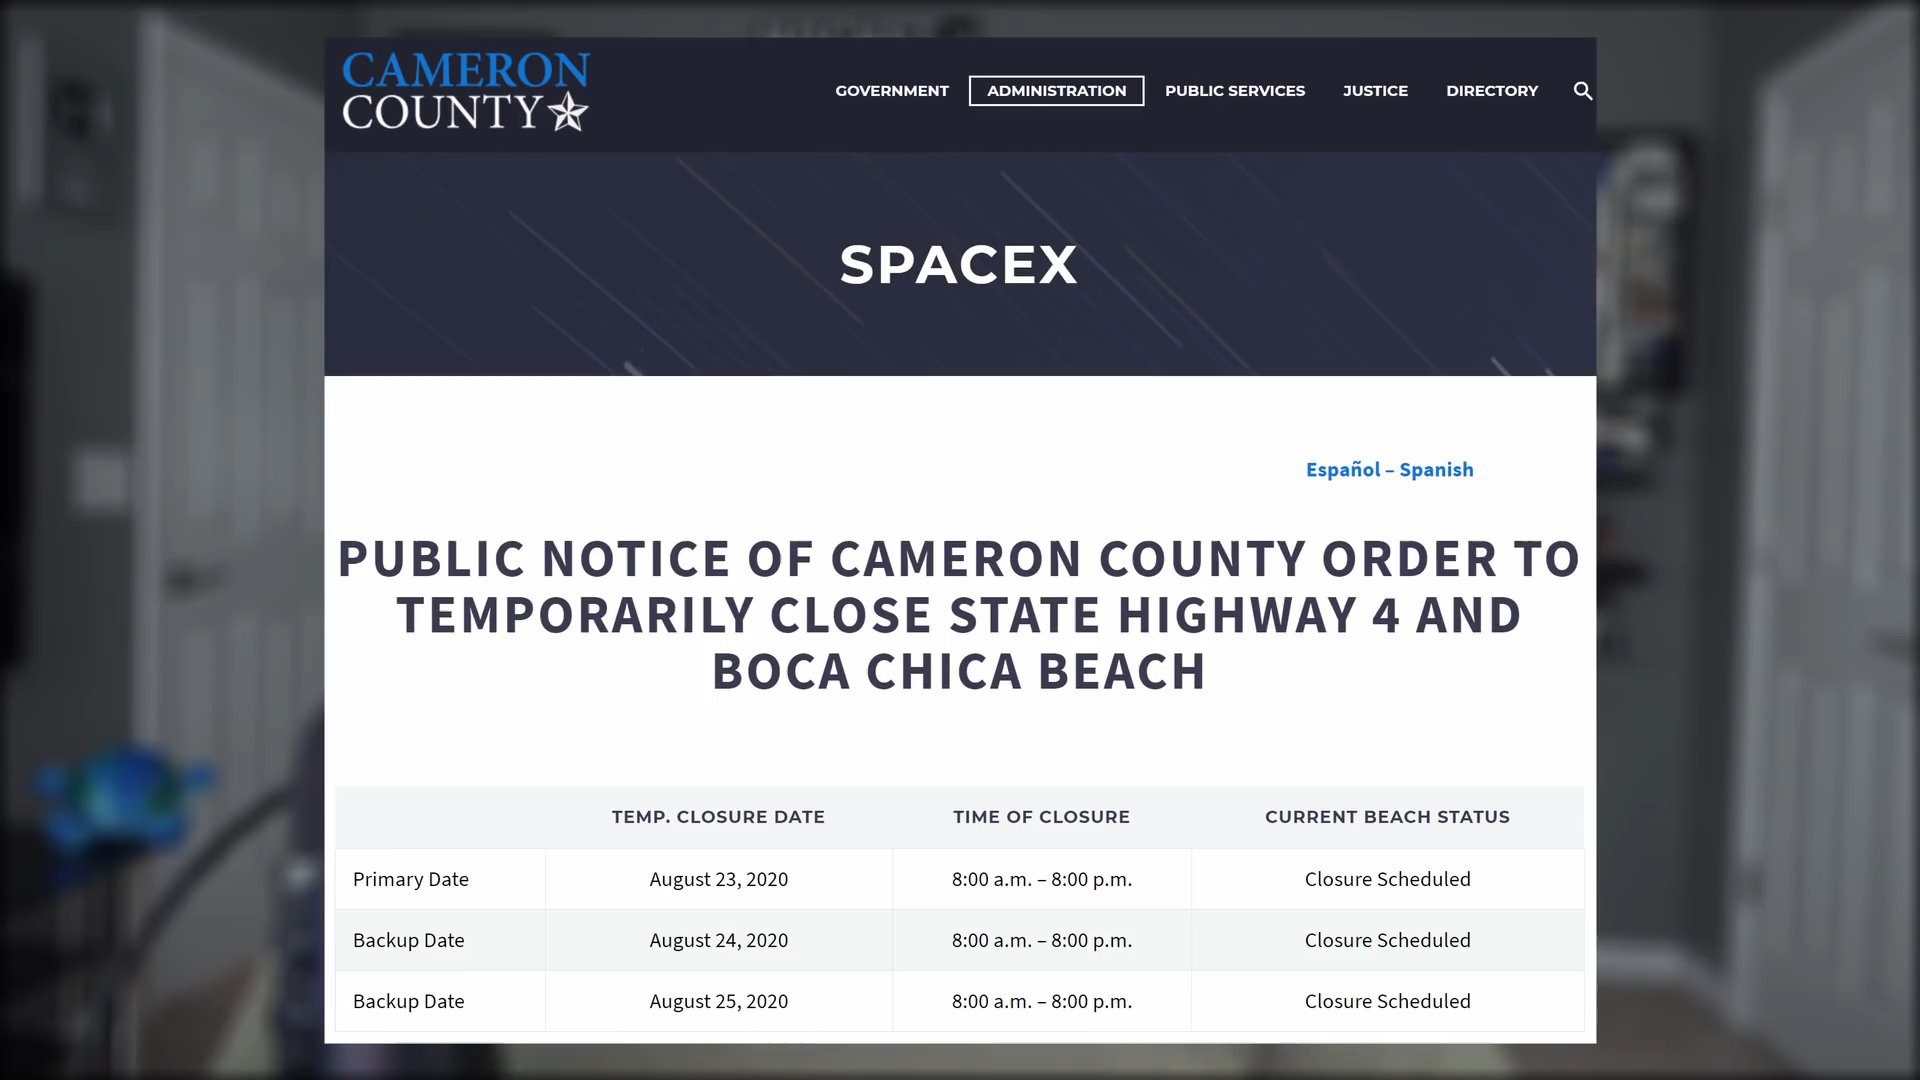 CAMERON
COUNTY
GOVERNMENT ADMINISTRATION PUBLIC SERVICES JUSTICE DIRECTORY
SPACEX
Español – Spanish
PUBLIC NOTICE OF CAMERON COUNTY ORDER TO
TEMPORARILY CLOSE STATE HIGHWAY 4 AND
BOCA CHICA BEACH
TEMP. CLOSURE DATE TIME OF CLOSURE CURRENT BEACH STATUS
Primary Date August 23, 2020 8:00 a.m. – 8:00 p.m. Closure Scheduled
Backup Date August 24, 2020 8:00 a.m. – 8:00 p.m. Closure Scheduled
Backup Date August 25, 2020 8:00 a.m. – 8:00 p.m. Closure Scheduled